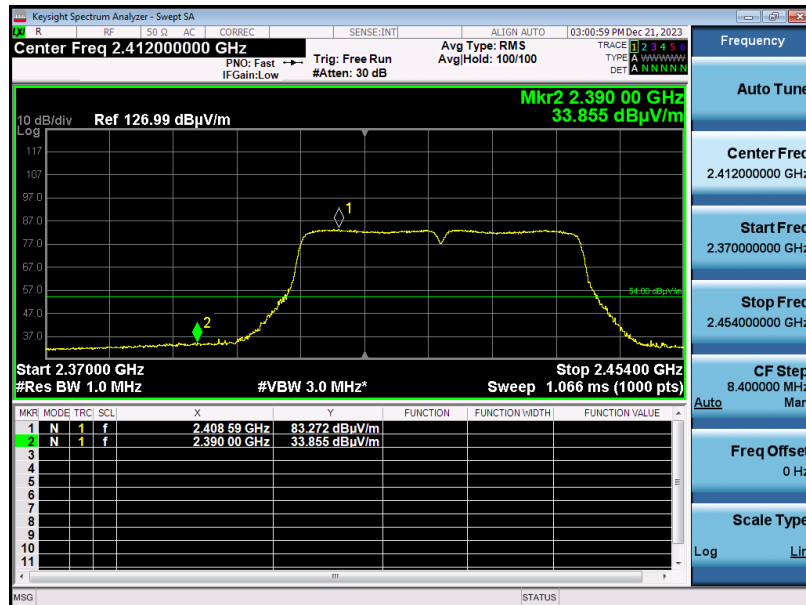 Keysight Spectrum Analyzer - Swept SA
LXI R RF 50 Ω AC CORREC SENSE:INT ALIGN AUTO 03:00:59 PM Dec 21, 2023
Center Freq 2.412000000 GHz
PNO: Fast
IFGain:Low
Trig: Free Run
#Atten: 30 dB
Avg Type: RMS
Avg|Hold: 100/100
TRACE 1 2 3 4 5 6
TYPE A WWWWW
DET A N N N N N
Mkr2 2.390 00 GHz
33.855 dBµV/m
10 dB/div Ref 126.99 dBµV/m
Log
117
107
97.0
87.0
77.0
67.0
57.0
47.0
37.0
1
2
54.00 dBµV/m
Start 2.37000 GHz Stop 2.45400 GHz
#Res BW 1.0 MHz #VBW 3.0 MHz* Sweep 1.066 ms (1000 pts)
MKR MODE TRC SCL X Y FUNCTION FUNCTION WIDTH FUNCTION VALUE
1 N 1 f 2.408 59 GHz 83.272 dBµV/m
2 N 1 f 2.390 00 GHz 33.855 dBµV/m
3
4
5
6
7
8
9
10
11
MSG STATUS
Frequency
Auto Tune
Center Freq
2.412000000 GHz
Start Freq
2.370000000 GHz
Stop Freq
2.454000000 GHz
CF Step
8.400000 MHz
Auto Man
Freq Offset
0 Hz
Scale Type
Log Lin